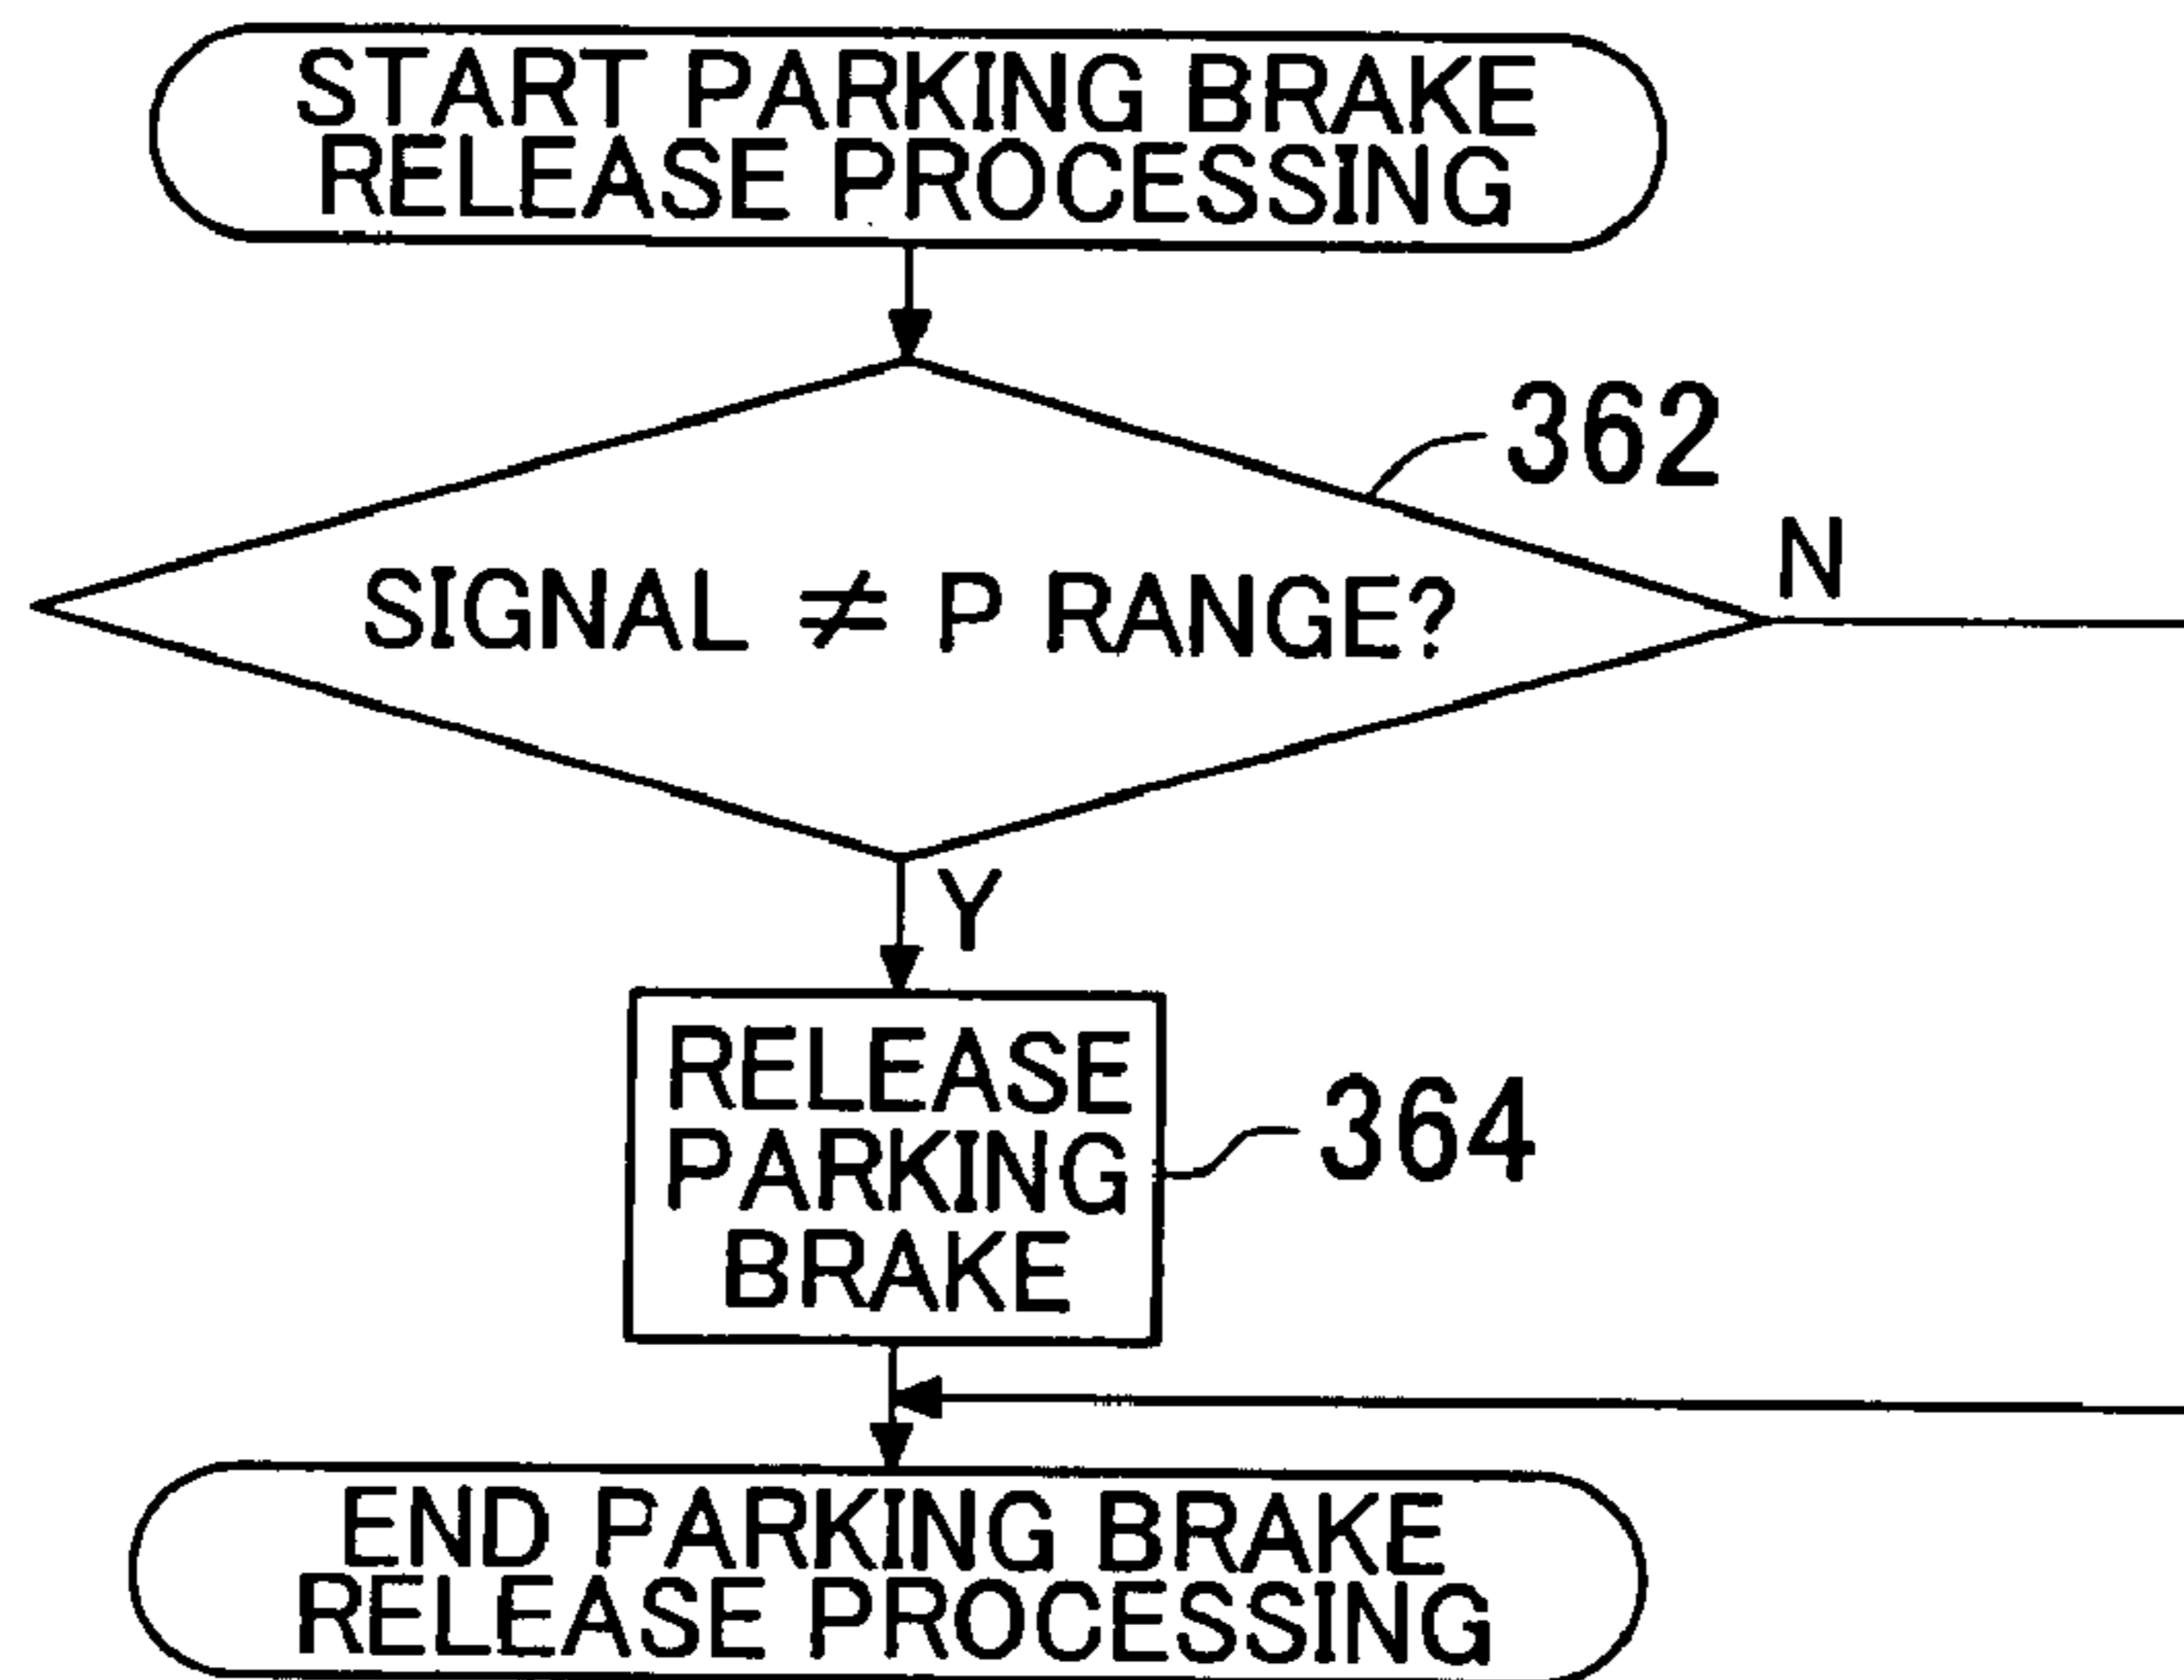 START PARKING BRAKE
RELEASE PROCESSING
362
N
SIGNAL ≠ P RANGE?
Y
RELEASE
PARKING
BRAKE
364
END PARKING BRAKE
RELEASE PROCESSING